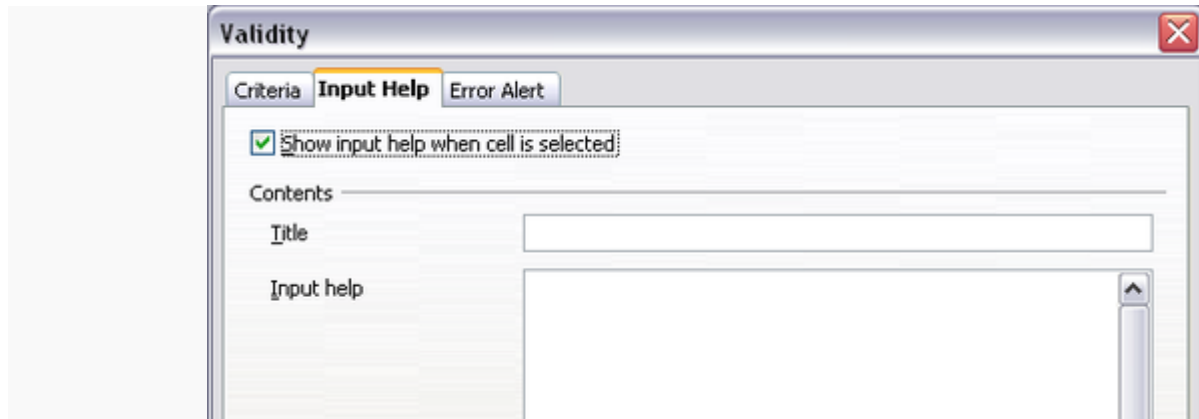 Validity
Criteria Input Help Error Alert
Show input help when cell is selected
Contents
Title
Input help